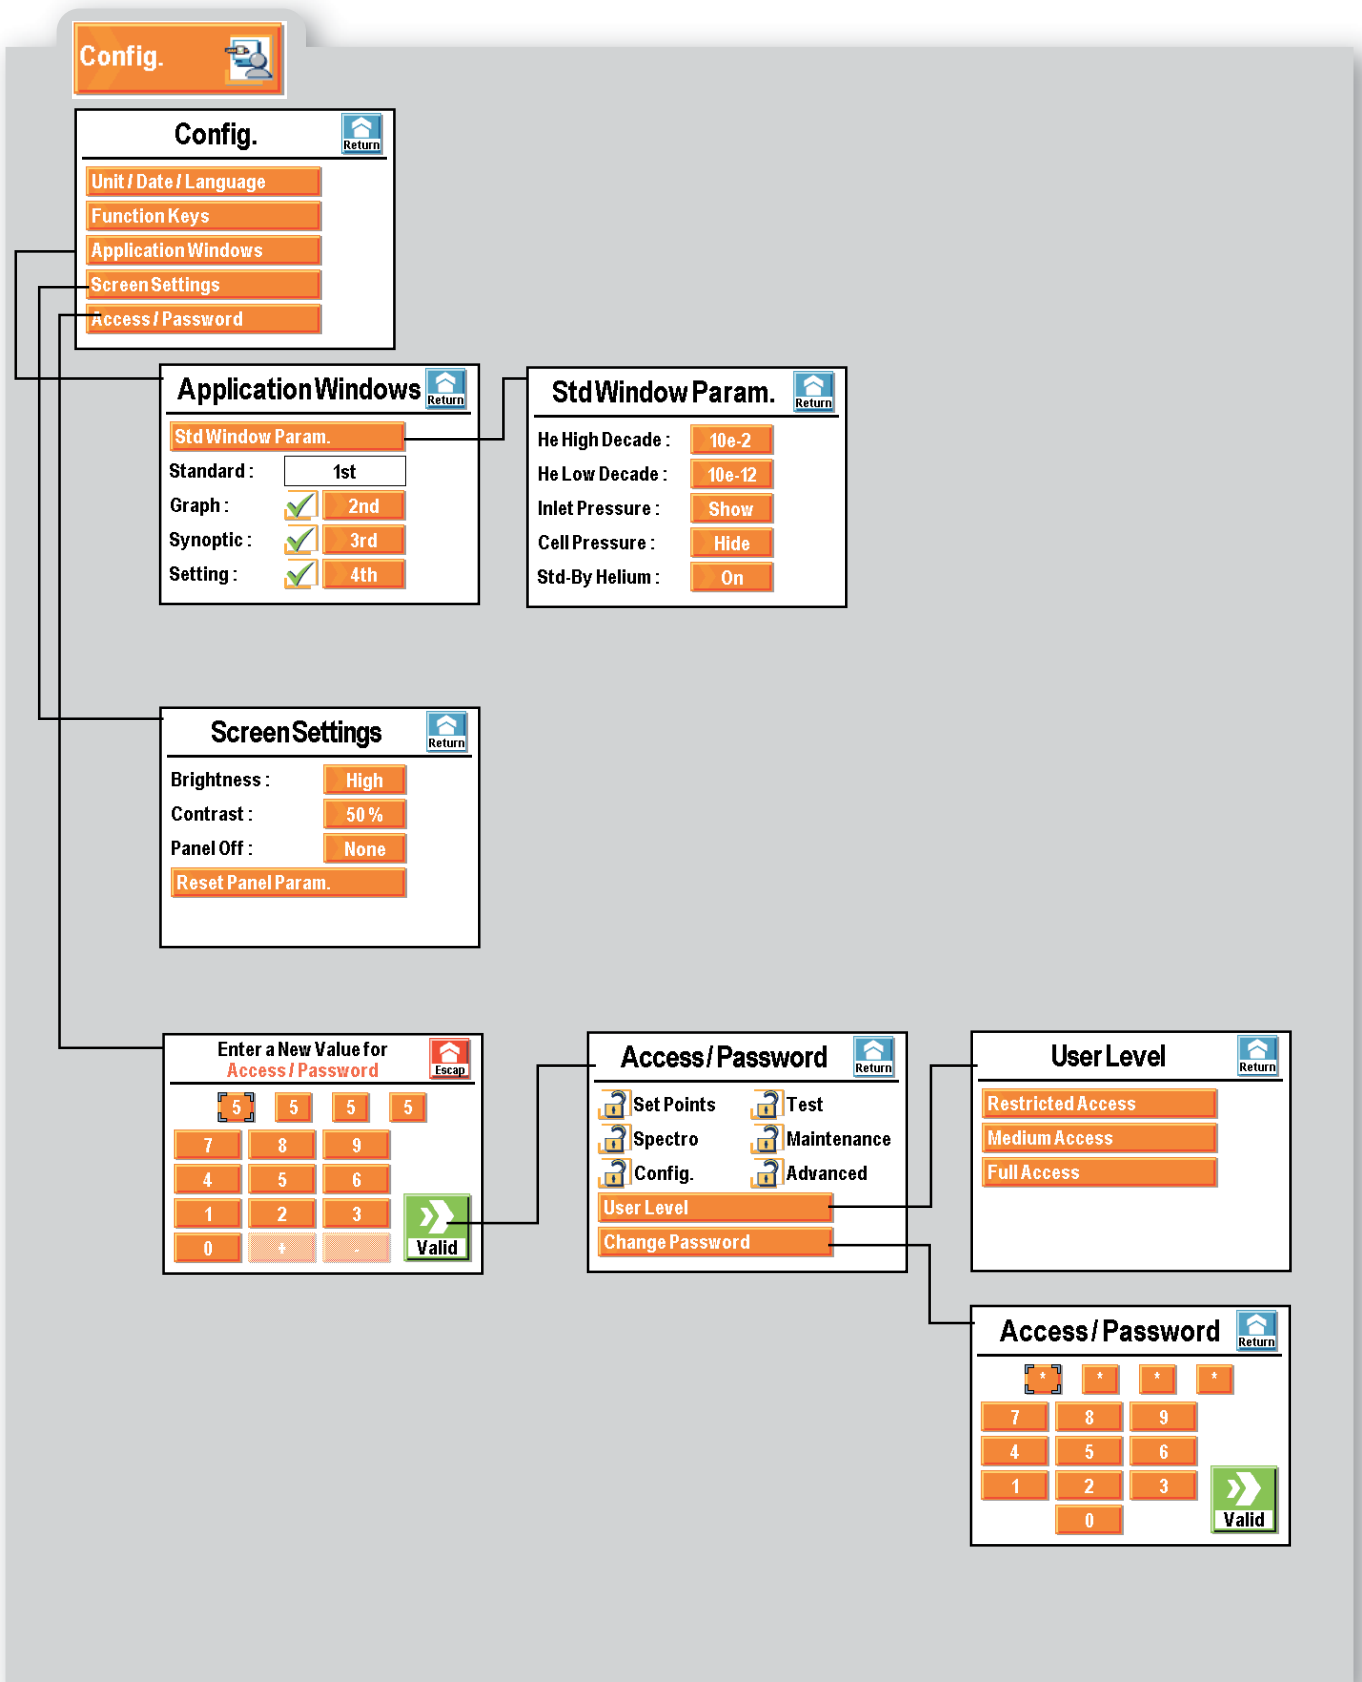 Config.
Config.
Return
Unit / Date / Language
Function Keys
Application Windows
Screen Settings
Access / Password
Application Windows
Return
Std Window Param.
Standard : 1st
Graph : 2nd
Synoptic : 3rd
Setting : 4th
Std Window Param.
Return
He High Decade : 10e-2
He Low Decade : 10e-12
Inlet Pressure : Show
Cell Pressure : Hide
Std-By Helium : On
Screen Settings
Return
Brightness : High
Contrast : 50 %
Panel Off : None
Reset Panel Param.
Enter a New Value for
Access / Password
Escap
5 5 5 5
7 8 9
4 5 6
1 2 3
0 + -
Valid
Access / Password
Return
Set Points Test
Spectro Maintenance
Config. Advanced
User Level
Change Password
User Level
Return
Restricted Access
Medium Access
Full Access
Access / Password
Return
* * * *
7 8 9
4 5 6
1 2 3
0
Valid